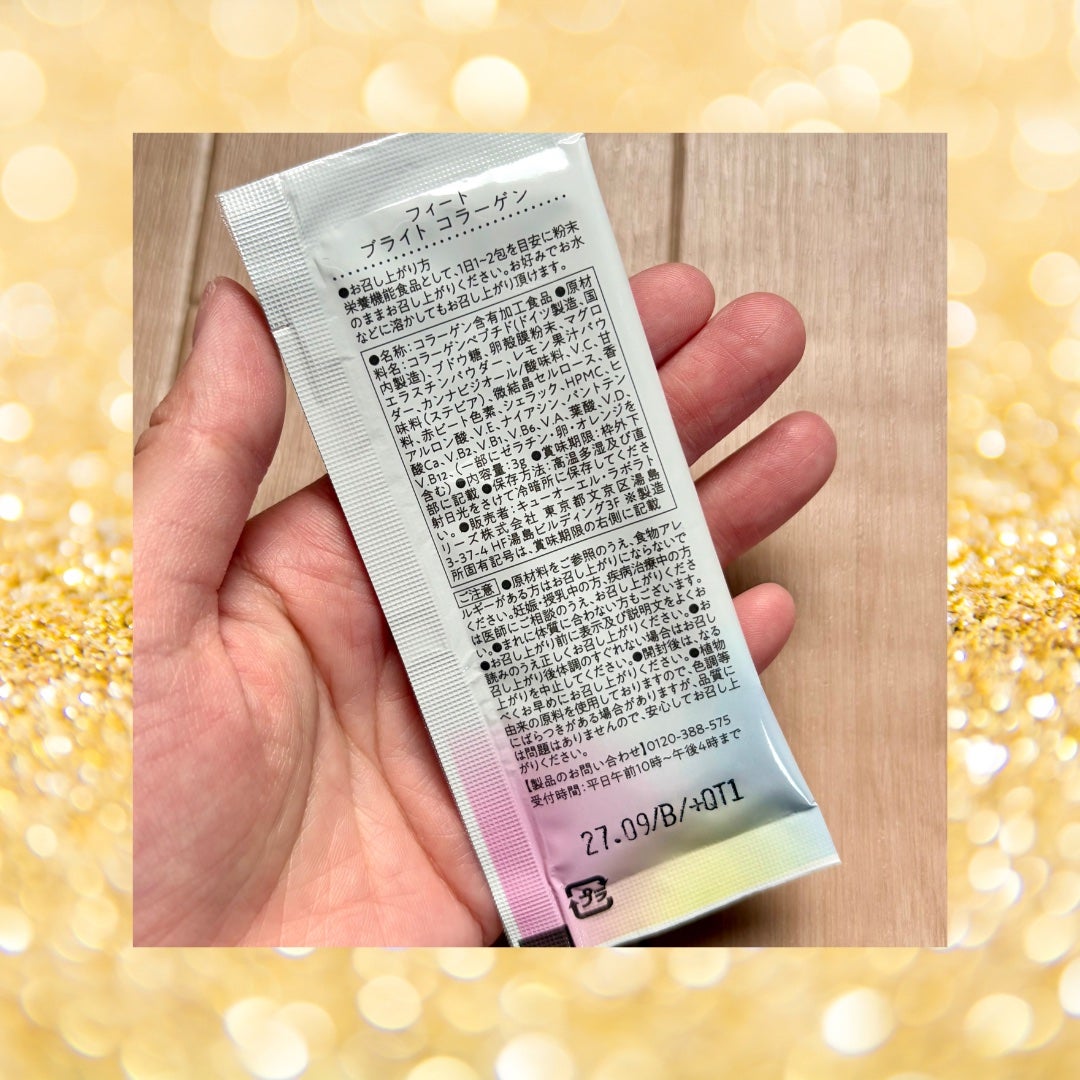 フィート
ブライト コラーゲン
●お召し上がり方
栄養機能食品として、1日1~2包を目安に粉末
のままお召し上がりください。お好みでお水
などに溶かしてもお召し上がり頂けます。
●名称:コラーゲン含有加工食品 ●原材
料名:コラーゲンペプチド(ドイツ製造、国
内製造)、ブドウ糖、卵殻膜粉末、マグロ
エラスチンパウダー、レモン果汁パウ
ダー、カンナビジオール/酸味料、V.C、甘
味料(ステビア)、微結晶セルロース、香
料、赤ビート色素、シェラック、HPMC、ヒ
アルロン酸、V.E、ナイアシン、パントテン
酸Ca、V.B2、V.B1、V.B6、V.A、葉酸、V.D、
V.B12、(一部にゼラチン・卵・オレンジを
含む) ●内容量:3g ●賞味期限:枠外下
部に記載 ●保存方法:高温多湿及び直
射日光をさけて冷暗所に保存してくださ
い。 ●販売者:キューオーエル・ラボラト
リーズ株式会社 東京都文京区湯島
3-37-4 HF湯島ビルディング3F ※製造
所固有記号は、賞味期限の右側に記載
ご注意 ●原材料をご参照のうえ、食物アレ
ルギーがある方はお召し上がりにならないで
ください。妊娠・授乳中の方、疾病治療中の方
は医師にご相談のうえ、お召し上がりくださ
い。●まれに体質に合わない方もございます。
●お召し上がり前に表示及び説明文をよくお
読みのうえ正しくお召し上がりください。●お
召し上がり後体調のすぐれない場合はお召し
上がりを中止してください。●開封後は、なる
べくお早めにお召し上がりください。●植物
由来の原料を使用しておりますので、色調等
にばらつきがある場合がありますが、品質に
は問題はありませんので、安心してお召し上
がりください。
【製品のお問い合わせ】0120-388-575
受付時間:平日午前10時~午後4時まで
27.09/B/+QT1
プラ